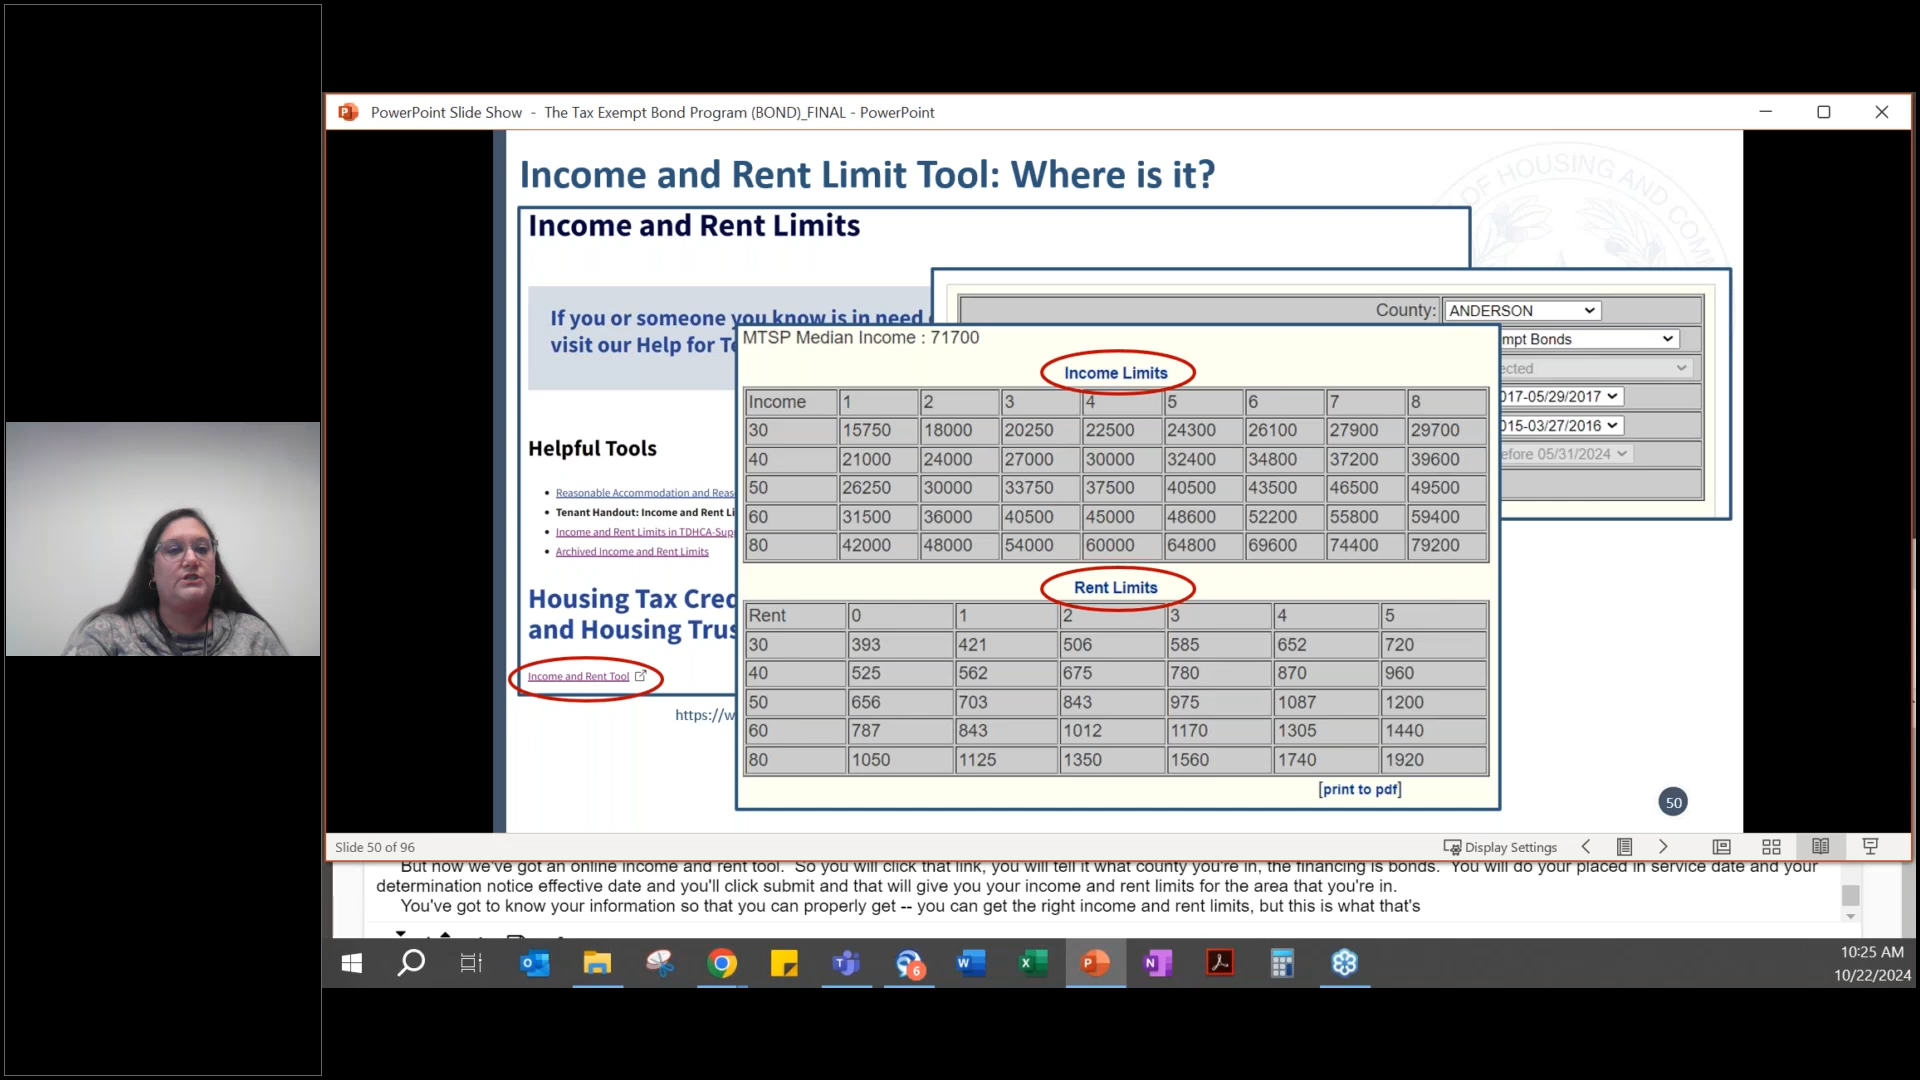 PowerPoint Slide Show - The Tax Exempt Bond Program (BOND)_FINAL - PowerPoint
Income and Rent Limit Tool: Where is it?
OF HOUSING AND COMM
Income and Rent Limits
If you or someone you know is in need
visit our Help for Te
County: ANDERSON
mpt Bonds
ected
017-05/29/2017
015-03/27/2016
efore 05/31/2024
Helpful Tools
Reasonable Accommodation and Reas
Tenant Handout: Income and Rent Li
Income and Rent Limits in TDHCA-Sup
Archived Income and Rent Limits
Housing Tax Cred
and Housing Trus
Income and Rent Tool
https://w
MTSP Median Income : 71700
Income Limits
Income 1 2 3 4 5 6 7 8
30 15750 18000 20250 22500 24300 26100 27900 29700
40 21000 24000 27000 30000 32400 34800 37200 39600
50 26250 30000 33750 37500 40500 43500 46500 49500
60 31500 36000 40500 45000 48600 52200 55800 59400
80 42000 48000 54000 60000 64800 69600 74400 79200
Rent Limits
Rent 0 1 2 3 4 5
30 393 421 506 585 652 720
40 525 562 675 780 870 960
50 656 703 843 975 1087 1200
60 787 843 1012 1170 1305 1440
80 1050 1125 1350 1560 1740 1920
[print to pdf]
50
Slide 50 of 96
Display Settings
But now we've got an online income and rent tool. So you will click that link, you will tell it what county you're in, the financing is bonds. You will do your placed in service date and your
determination notice effective date and you'll click submit and that will give you your income and rent limits for the area that you're in.
You've got to know your information so that you can properly get -- you can get the right income and rent limits, but this is what that's
6
10:25 AM
10/22/2024